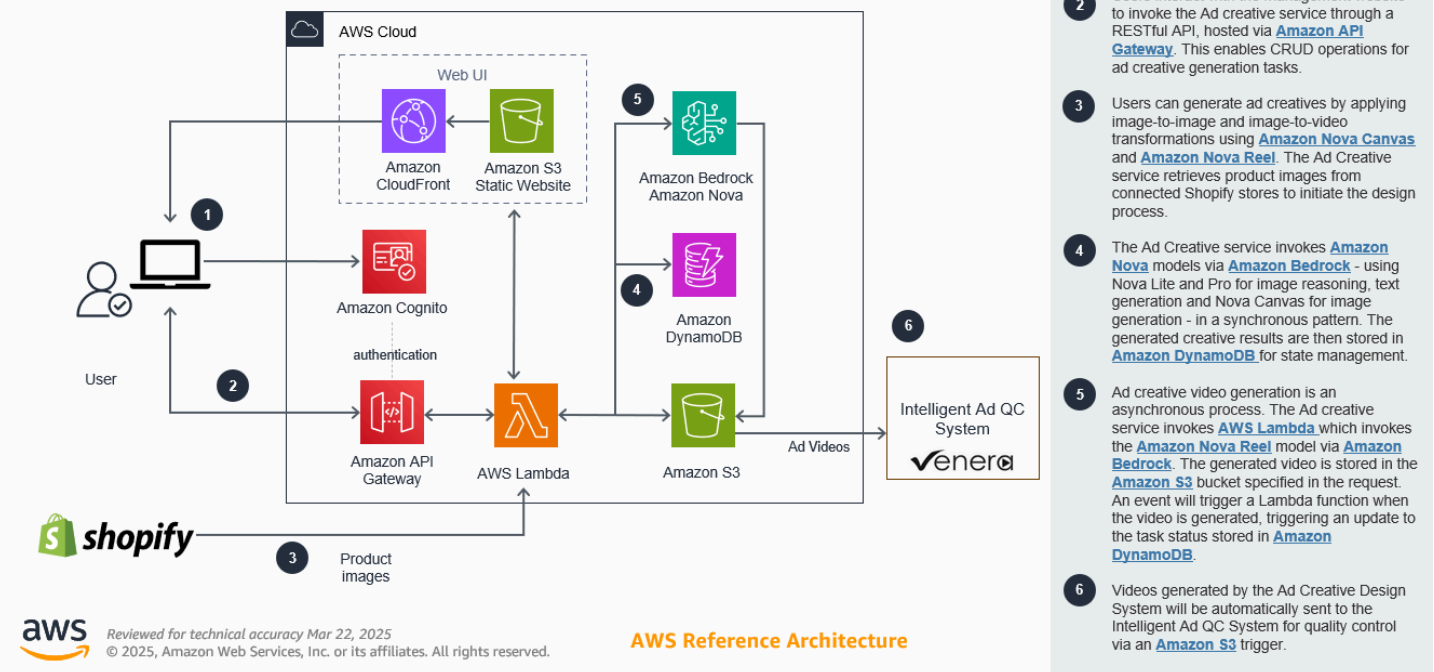 AWS Cloud
Web UI
Amazon
CloudFront
Amazon S3
Static Website
5
Amazon Bedrock
Amazon Nova
1
Amazon Cognito
authentication
4
Amazon
DynamoDB
6
User
2
Amazon API
Gateway
AWS Lambda
Amazon S3
Ad Videos
Intelligent Ad QC
System
venera
shopify
3
Product
images
aws
Reviewed for technical accuracy Mar 22, 2025
© 2025, Amazon Web Services, Inc. or its affiliates. All rights reserved.
AWS Reference Architecture
2
Users interact with the management website
to invoke the Ad creative service through a
RESTful API, hosted via Amazon API
Gateway. This enables CRUD operations for
ad creative generation tasks.
3
Users can generate ad creatives by applying
image-to-image and image-to-video
transformations using Amazon Nova Canvas
and Amazon Nova Reel. The Ad Creative
service retrieves product images from
connected Shopify stores to initiate the design
process.
4
The Ad Creative service invokes Amazon
Nova models via Amazon Bedrock - using
Nova Lite and Pro for image reasoning, text
generation and Nova Canvas for image
generation - in a synchronous pattern. The
generated creative results are then stored in
Amazon DynamoDB for state management.
5
Ad creative video generation is an
asynchronous process. The Ad creative
service invokes AWS Lambda which invokes
the Amazon Nova Reel model via Amazon
Bedrock. The generated video is stored in the
Amazon S3 bucket specified in the request.
An event will trigger a Lambda function when
the video is generated, triggering an update to
the task status stored in Amazon
DynamoDB.
6
Videos generated by the Ad Creative Design
System will be automatically sent to the
Intelligent Ad QC System for quality control
via an Amazon S3 trigger.